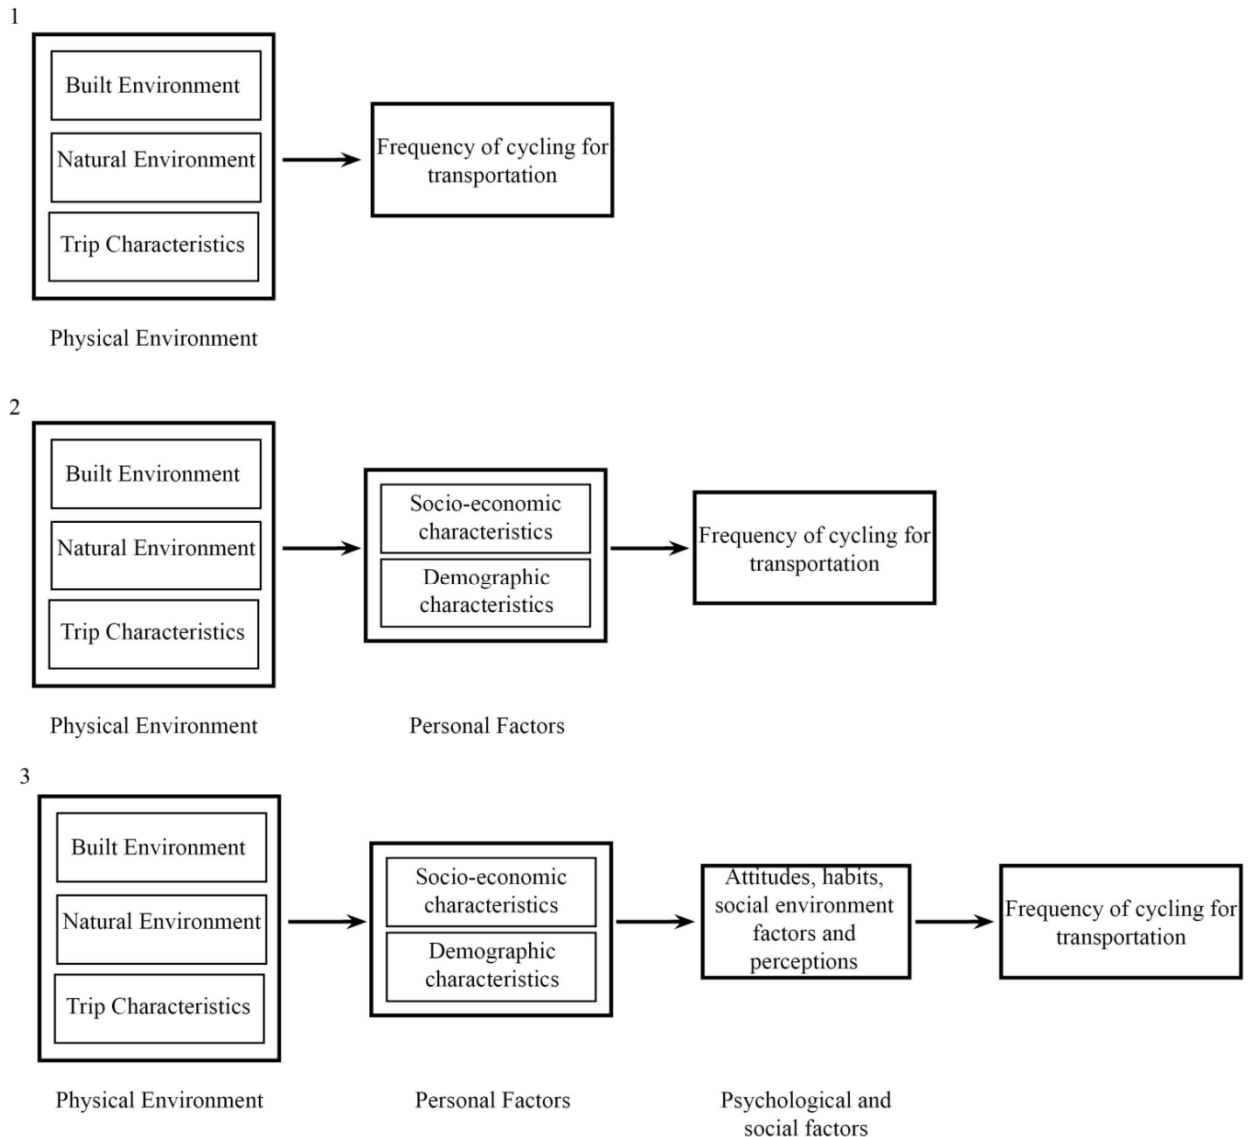 1
Built Environment
Natural Environment
Trip Characteristics
Frequency of cycling for
transportation
Physical Environment
2
Built Environment
Natural Environment
Trip Characteristics
Socio-economic
characteristics
Demographic
characteristics
Frequency of cycling for
transportation
Physical Environment
Personal Factors
3
Built Environment
Natural Environment
Trip Characteristics
Socio-economic
characteristics
Demographic
characteristics
Attitudes, habits,
social environment
factors and
perceptions
Frequency of cycling for
transportation
Physical Environment
Personal Factors
Psychological and
social factors